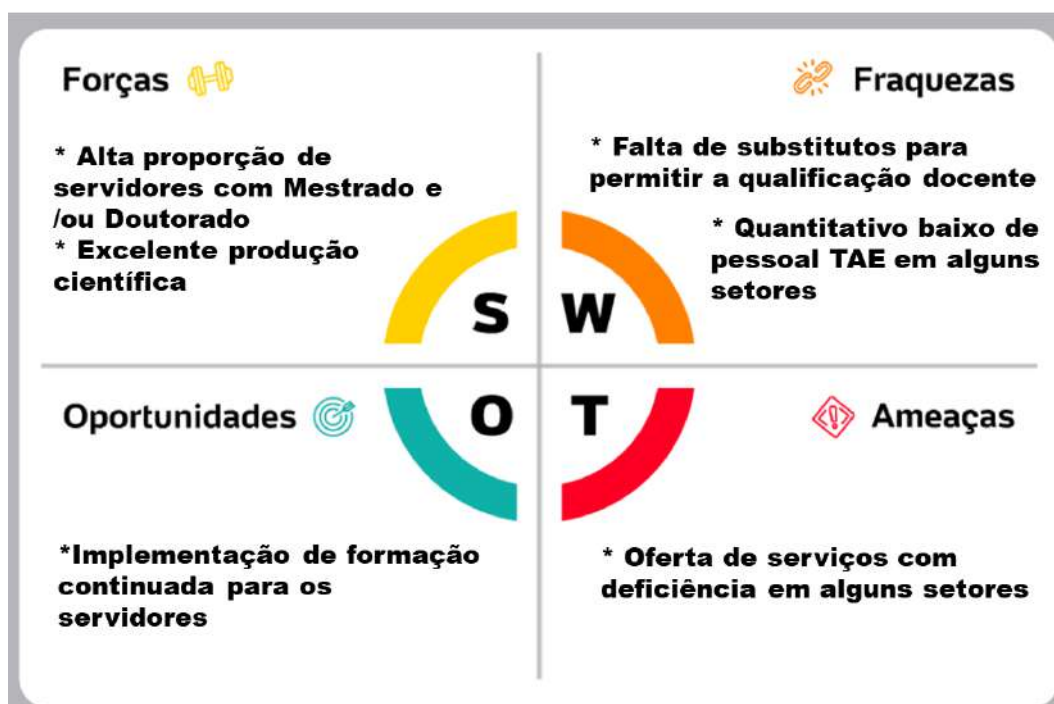 Forças
* Alta proporção de
servidores com Mestrado e
/ou Doutorado
* Excelente produção
científica
Fraquezas
* Falta de substitutos para
permitir a qualificação docente
* Quantitativo baixo de
pessoal TAE em alguns
setores
S W
O T
Oportunidades
*Implementação de formação
continuada para os
servidores
Ameaças
* Oferta de serviços com
deficiência em alguns setores